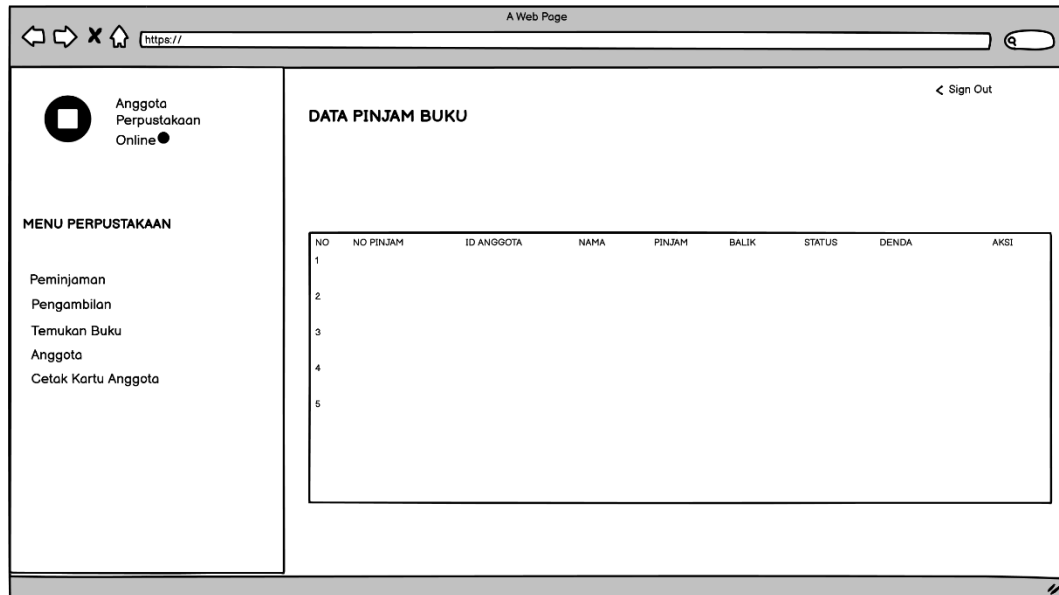 A Web Page
https://
Sign Out
Anggota
Perpustakaan
Online
DATA PINJAM BUKU
MENU PERPUSTAKAAN
Peminjaman
Pengambilan
Temukan Buku
Anggota
Cetak Kartu Anggota
NO NO PINJAM ID ANGGOTA NAMA PINJAM BALIK STATUS DENDA AKSI
1
2
3
4
5